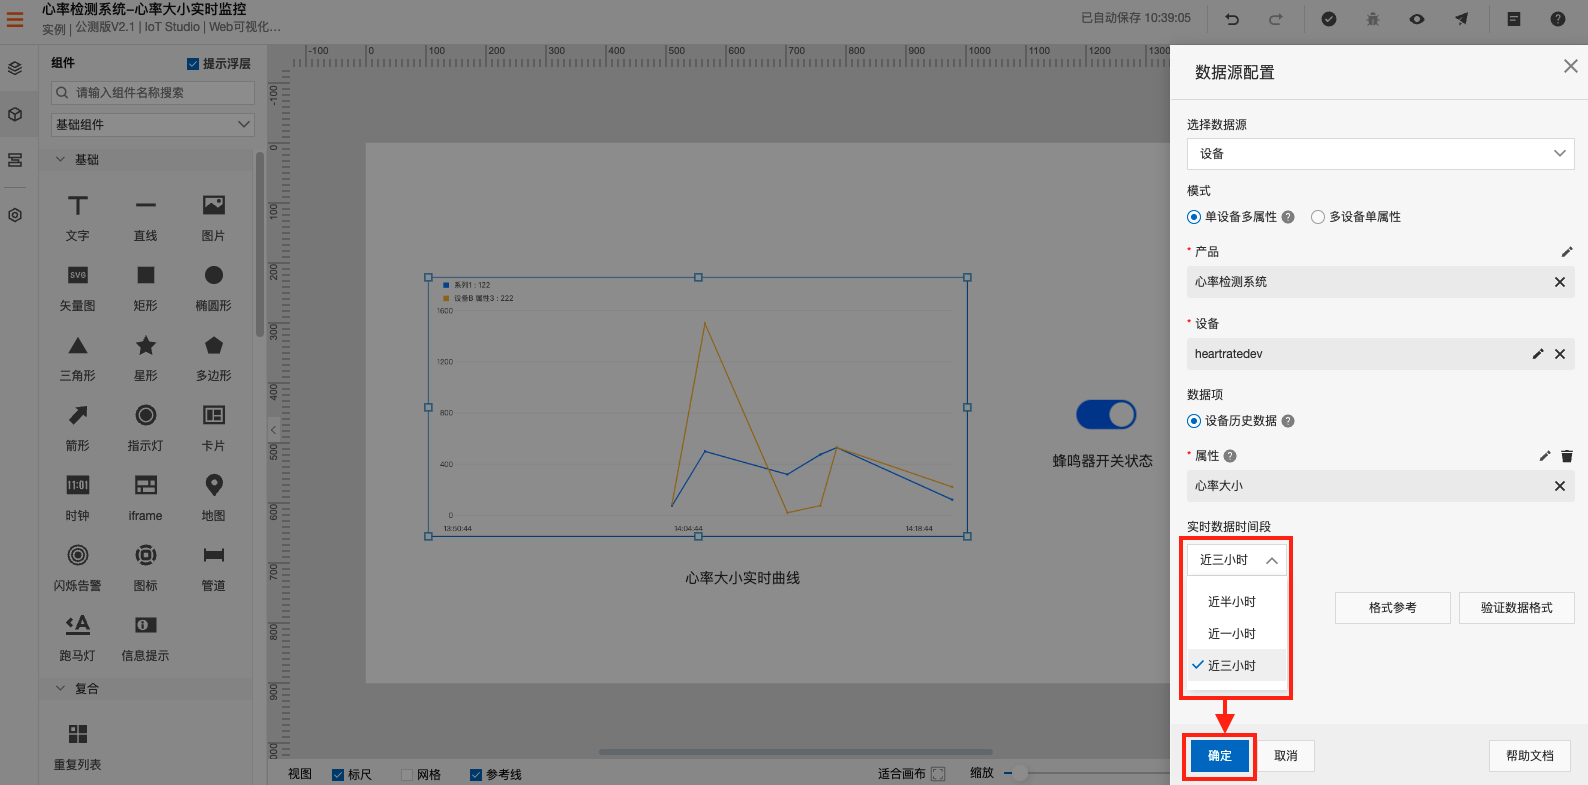 心率检测系统-心率大小实时监控
实例 | 公测版V2.1 | IoT Studio | Web可视化...
已自动保存 10:39:05
组件
提示浮层
请输入组件名称搜索
基础组件
基础
文字
直线
图片
SVG
矢量图
矩形
椭圆形
三角形
星形
多边形
箭形
指示灯
卡片
11:01
时钟
iframe
地图
闪烁告警
图标
管道
跑马灯
信息提示
复合
重复列表
-100 0 100 200 300 400 500 600 700 800 900 1000 1100 1200 1300
-100
0
100
200
300
400
500
600
700
800
900
系列1 : 122
设备B 属性3 : 222
1600
1200
800
400
0
13:50:44 14:04:44 14:18:44
心率大小实时曲线
蜂鸣器开关状态
视图
标尺
网格
参考线
适合画布
缩放
数据源配置
选择数据源
设备
模式
单设备多属性 ?
多设备单属性
* 产品
心率检测系统
* 设备
heartratedev
数据项
设备历史数据 ?
* 属性 ?
心率大小
实时数据时间段
近三小时
近半小时
近一小时
近三小时
格式参考
验证数据格式
确定
取消
帮助文档